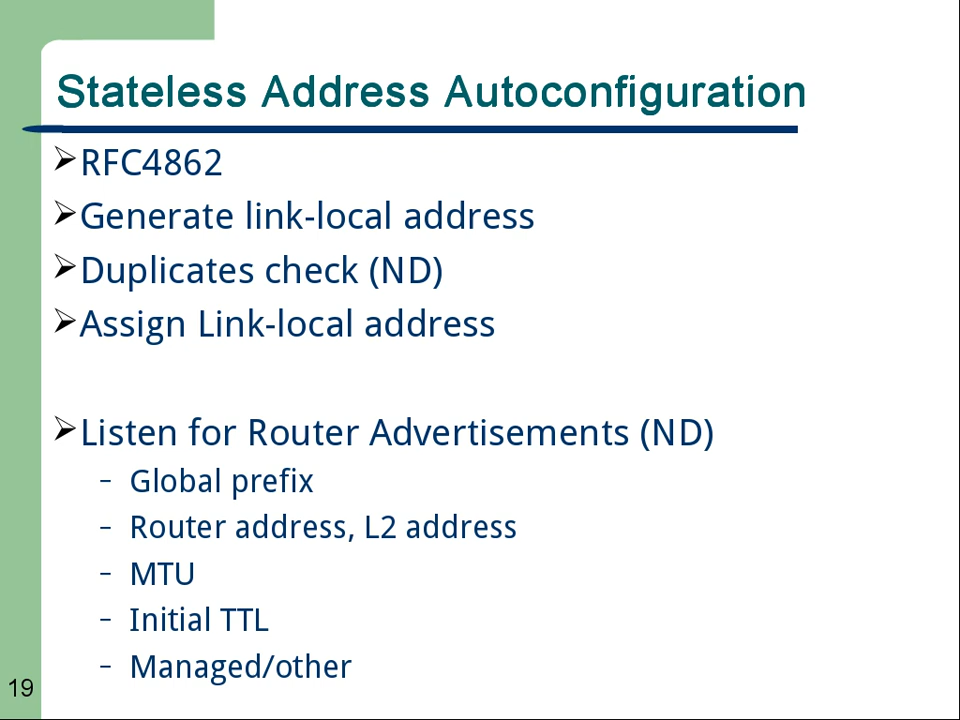 Stateless Address Autoconfiguration
➢RFC4862
➢Generate link-local address
➢Duplicates check (ND)
➢Assign Link-local address
➢Listen for Router Advertisements (ND)
– Global prefix
– Router address, L2 address
– MTU
– Initial TTL
– Managed/other
19